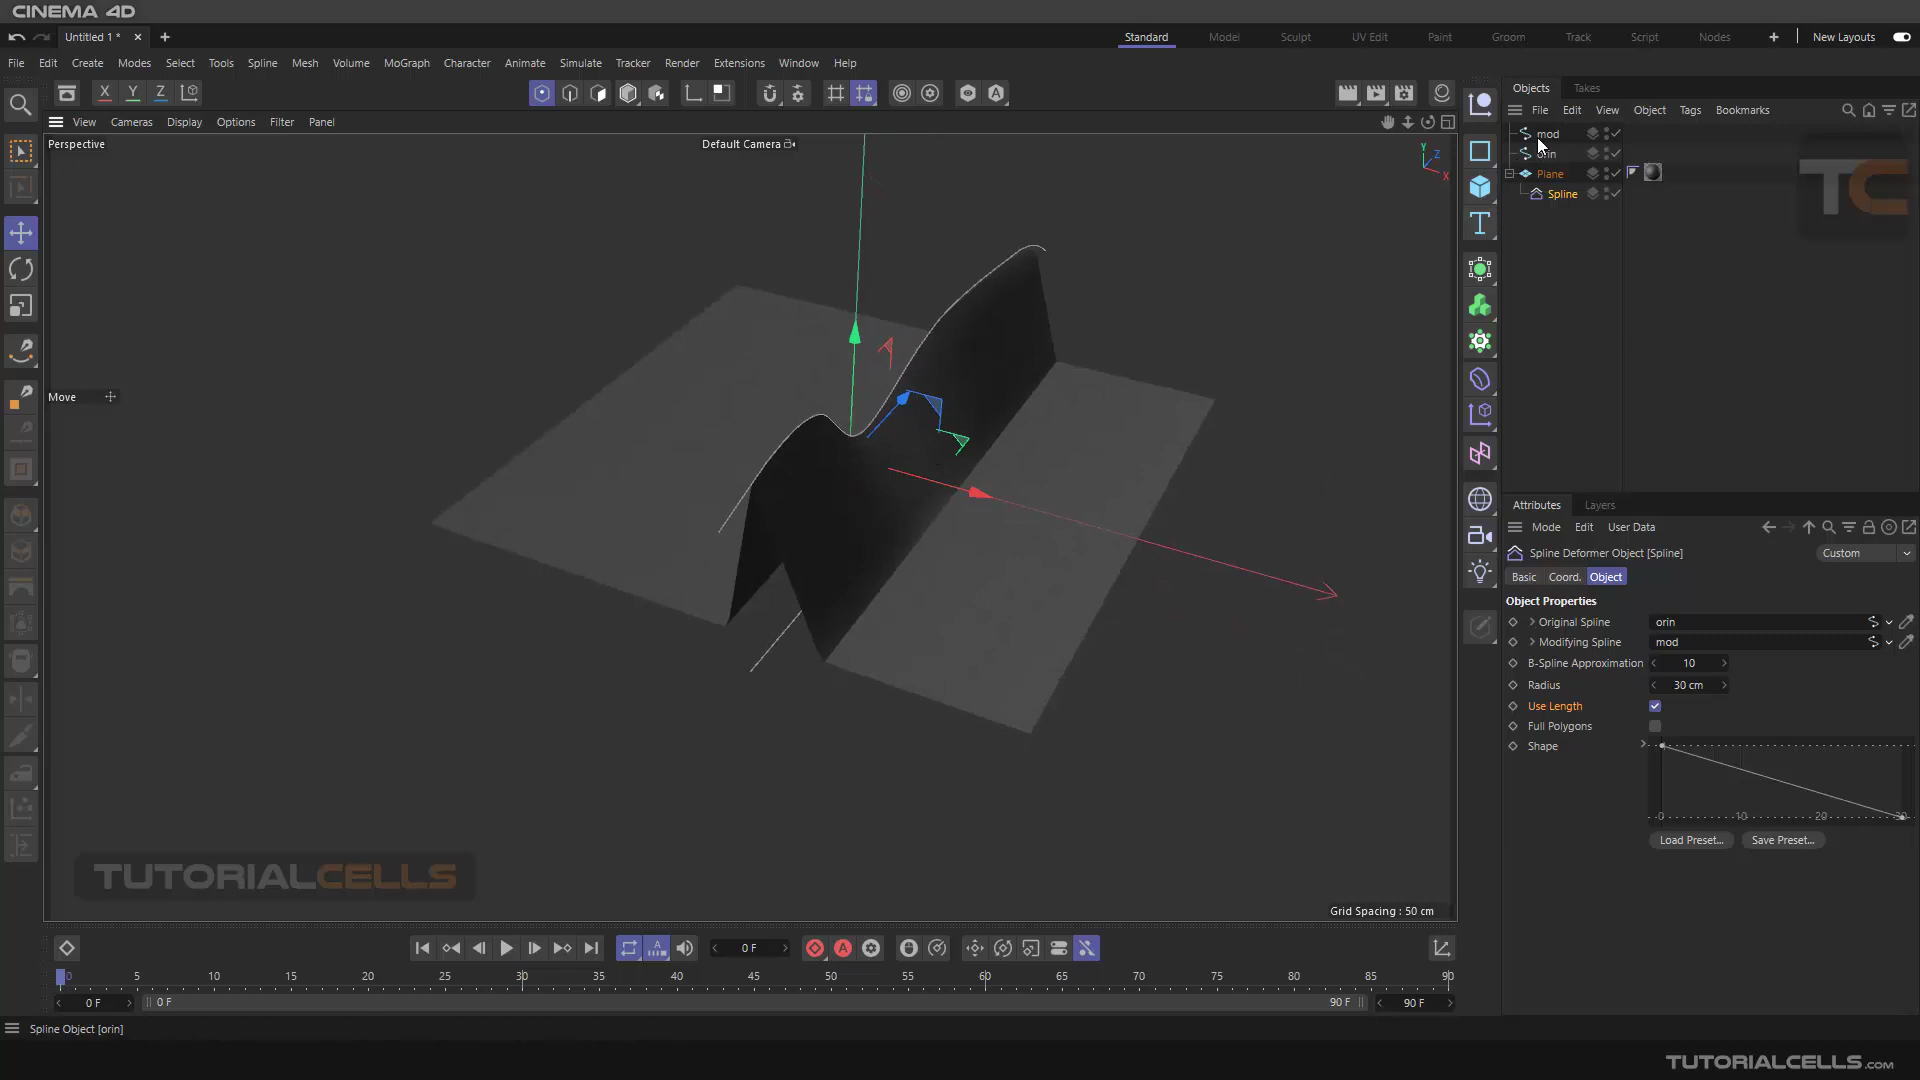 CINEMA 4D
Untitled 1 *
Standard Model Sculpt UV Edit Paint Groom Track Script Nodes New Layouts
File Edit Create Modes Select Tools Spline Mesh Volume MoGraph Character Animate Simulate Tracker Render Extensions Window Help
X Y Z
Objects Takes
File Edit View Object Tags Bookmarks
View Cameras Display Options Filter Panel
Perspective
Default Camera
Y
Z
X
mod
orin
Plane
Spline
TC
Move
Attributes Layers
Mode Edit User Data
Spline Deformer Object [Spline]
Custom
Basic Coord. Object
Object Properties
Original Spline orin
Modifying Spline mod
B-Spline Approximation 10
Radius 30 cm
Use Length
Full Polygons
Shape
0 10 20 30
Load Preset... Save Preset...
TUTORIALCELLS
Grid Spacing : 50 cm
0 F
0 5 10 15 20 25 30 35 40 45 50 55 60 65 70 75 80 85 90
0 F 0 F 90 F 90 F
Spline Object [orin]
TUTORIALCELLS.COM